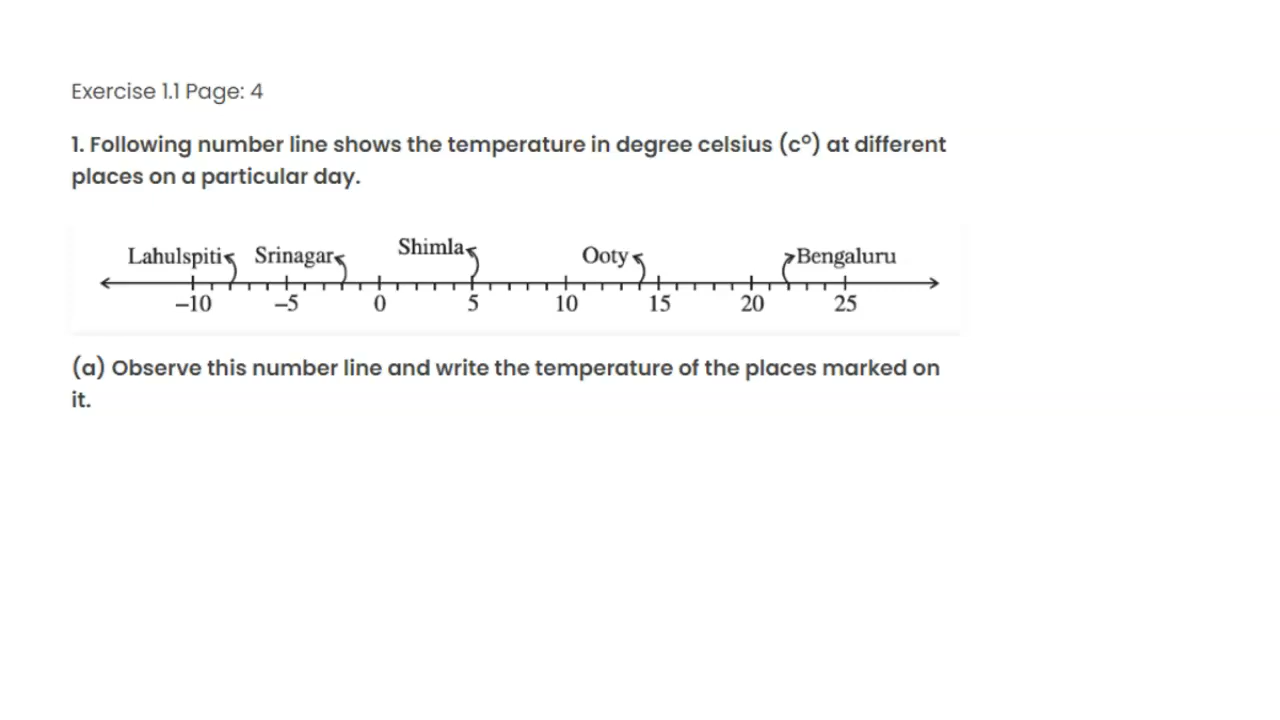 Exercise 1.1 Page: 4
1. Following number line shows the temperature in degree celsius (c°) at different
places on a particular day.
Lahulspiti Srinagar Shimla Ooty Bengaluru
–10 –5 0 5 10 15 20 25
(a) Observe this number line and write the temperature of the places marked on
it.